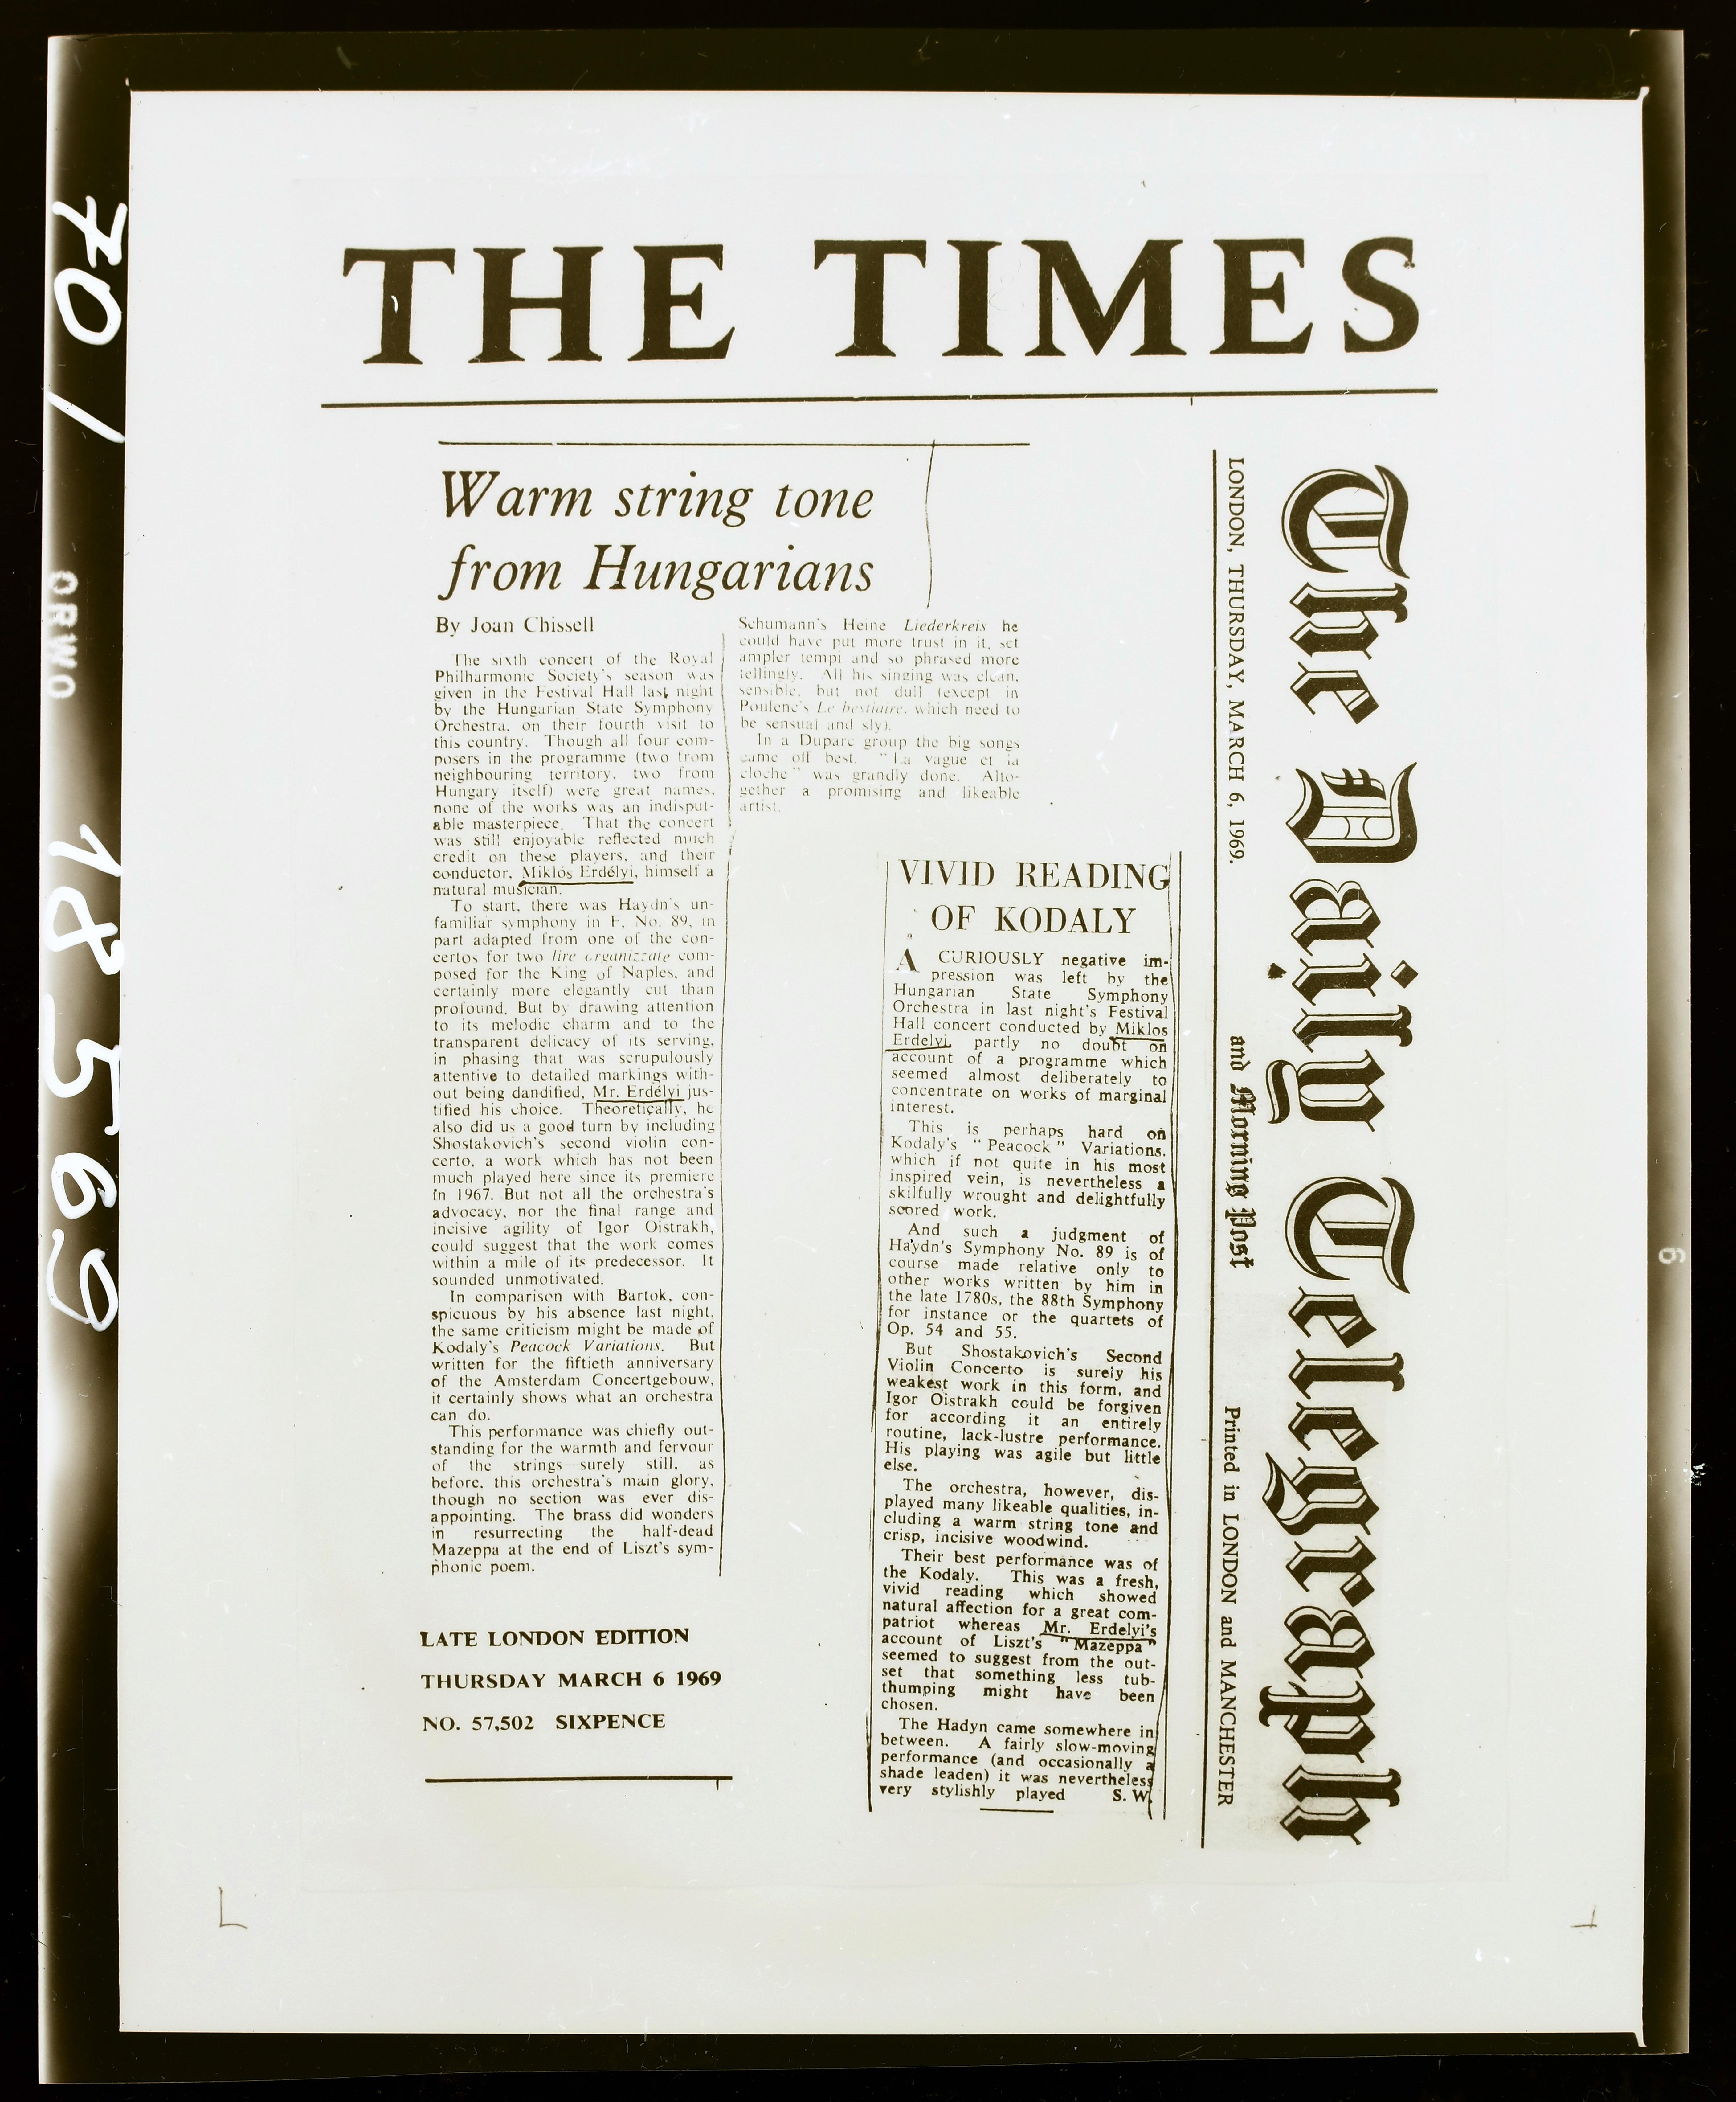 THE TIMES
Warm string tone
from Hungarians
By Joan Chissell
The sixth concert of the Royal
Philharmonic Society's season was
given in the Festival Hall last night
by the Hungarian State Symphony
Orchestra, on their fourth visit to
this country. Though all four com-
posers in the programme (two from
neighbouring territory, two from
Hungary itself) were great names,
none of the works was an indisput-
able masterpiece. That the concert
was still enjoyable reflected much
credit on these players, and their
conductor, Miklós Erdélyi, himself a
natural musician.
To start, there was Haydn's un-
familiar symphony in F, No. 89, in
part adapted from one of the con-
certos for two lire organizzate com-
posed for the King of Naples, and
certainly more elegantly cut than
profound. But by drawing attention
to its melodic charm and to the
transparent delicacy of its serving,
in phasing that was scrupulously
attentive to detailed markings with-
out being dandified, Mr. Erdélyi jus-
tified his choice. Theoretically, he
also did us a good turn by including
Shostakovich's second violin con-
certo, a work which has not been
much played here since its premiere
in 1967. But not all the orchestra's
advocacy, nor the final range and
incisive agility of Igor Oistrakh,
could suggest that the work comes
within a mile of its predecessor. It
sounded unmotivated.
In comparison with Bartok, con-
spicuous by his absence last night,
the same criticism might be made of
Kodaly's Peacock Variations. But
written for the fiftieth anniversary
of the Amsterdam Concertgebouw,
it certainly shows what an orchestra
can do.
This performance was chiefly out-
standing for the warmth and fervour
of the strings—surely still, as
before, this orchestra's main glory,
though no section was ever dis-
appointing. The brass did wonders
in resurrecting the half-dead
Mazeppa at the end of Liszt's sym-
phonic poem.
Schumann's Heine Liederkreis he
could have put more trust in it, set
ampler tempi and so phrased more
tellingly. All his singing was clean,
sensible, but not dull (except in
Poulenc's Le bestiaire, which need to
be sensual and sly).
In a Duparc group the big songs
came off best. "La vague et la
cloche" was grandly done. Alto-
gether a promising and likeable
artist.
LATE LONDON EDITION
THURSDAY MARCH 6 1969
NO. 57,502 SIXPENCE
VIVID READING
OF KODALY
A CURIOUSLY negative im-
pression was left by the
Hungarian State Symphony
Orchestra in last night's Festival
Hall concert conducted by Miklos
Erdelyi, partly no doubt on
account of a programme which
seemed almost deliberately to
concentrate on works of marginal
interest.
This is perhaps hard on
Kodaly's "Peacock" Variations,
which if not quite in his most
inspired vein, is nevertheless a
skilfully wrought and delightfully
scored work.
And such a judgment of
Haydn's Symphony No. 89 is of
course made relative only to
other works written by him in
the late 1780s, the 88th Symphony
for instance or the quartets of
Op. 54 and 55.
But Shostakovich's Second
Violin Concerto is surely his
weakest work in this form, and
Igor Oistrakh could be forgiven
for according it an entirely
routine, lack-lustre performance.
His playing was agile but little
else.
The orchestra, however, dis-
played many likeable qualities, in-
cluding a warm string tone and
crisp, incisive woodwind.
Their best performance was of
the Kodaly. This was a fresh,
vivid reading which showed
natural affection for a great com-
patriot whereas Mr. Erdelyi's
account of Liszt's "Mazeppa"
seemed to suggest from the out-
set that something less tub-
thumping might have been
chosen.
The Hadyn came somewhere in
between. A fairly slow-moving
performance (and occasionally a
shade leaden) it was nevertheless
very stylishly played S. W.
The Daily Telegraph
LONDON, THURSDAY, MARCH 6, 1969.
and Morning Post
Printed in LONDON and MANCHESTER
70/ 18569
ORWO
6